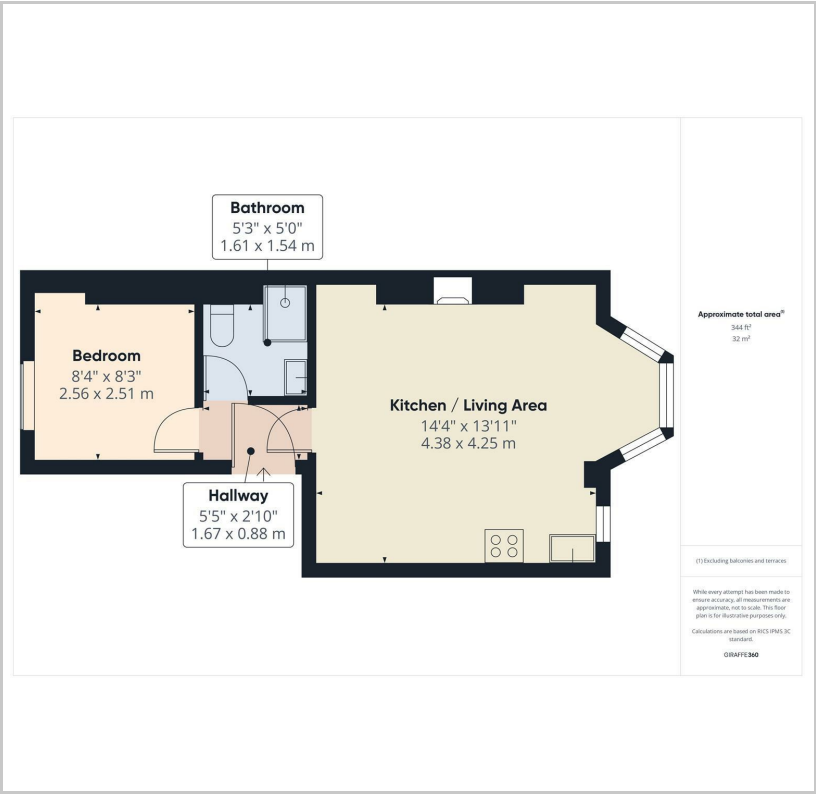 Bathroom
5'3" x 5'0"
1.61 x 1.54 m
Bedroom
8'4" x 8'3"
2.56 x 2.51 m
Kitchen / Living Area
14'4" x 13'11"
4.38 x 4.25 m
Hallway
5'5" x 2'10"
1.67 x 0.88 m
Approximate total area⁽¹⁾
344 ft²
32 m²
(1) Excluding balconies and terraces
While every attempt has been made to
ensure accuracy, all measurements are
approximate, not to scale. This floor
plan is for illustrative purposes only.
Calculations are based on RICS IPMS 3C
standard.
GIRAFFE360